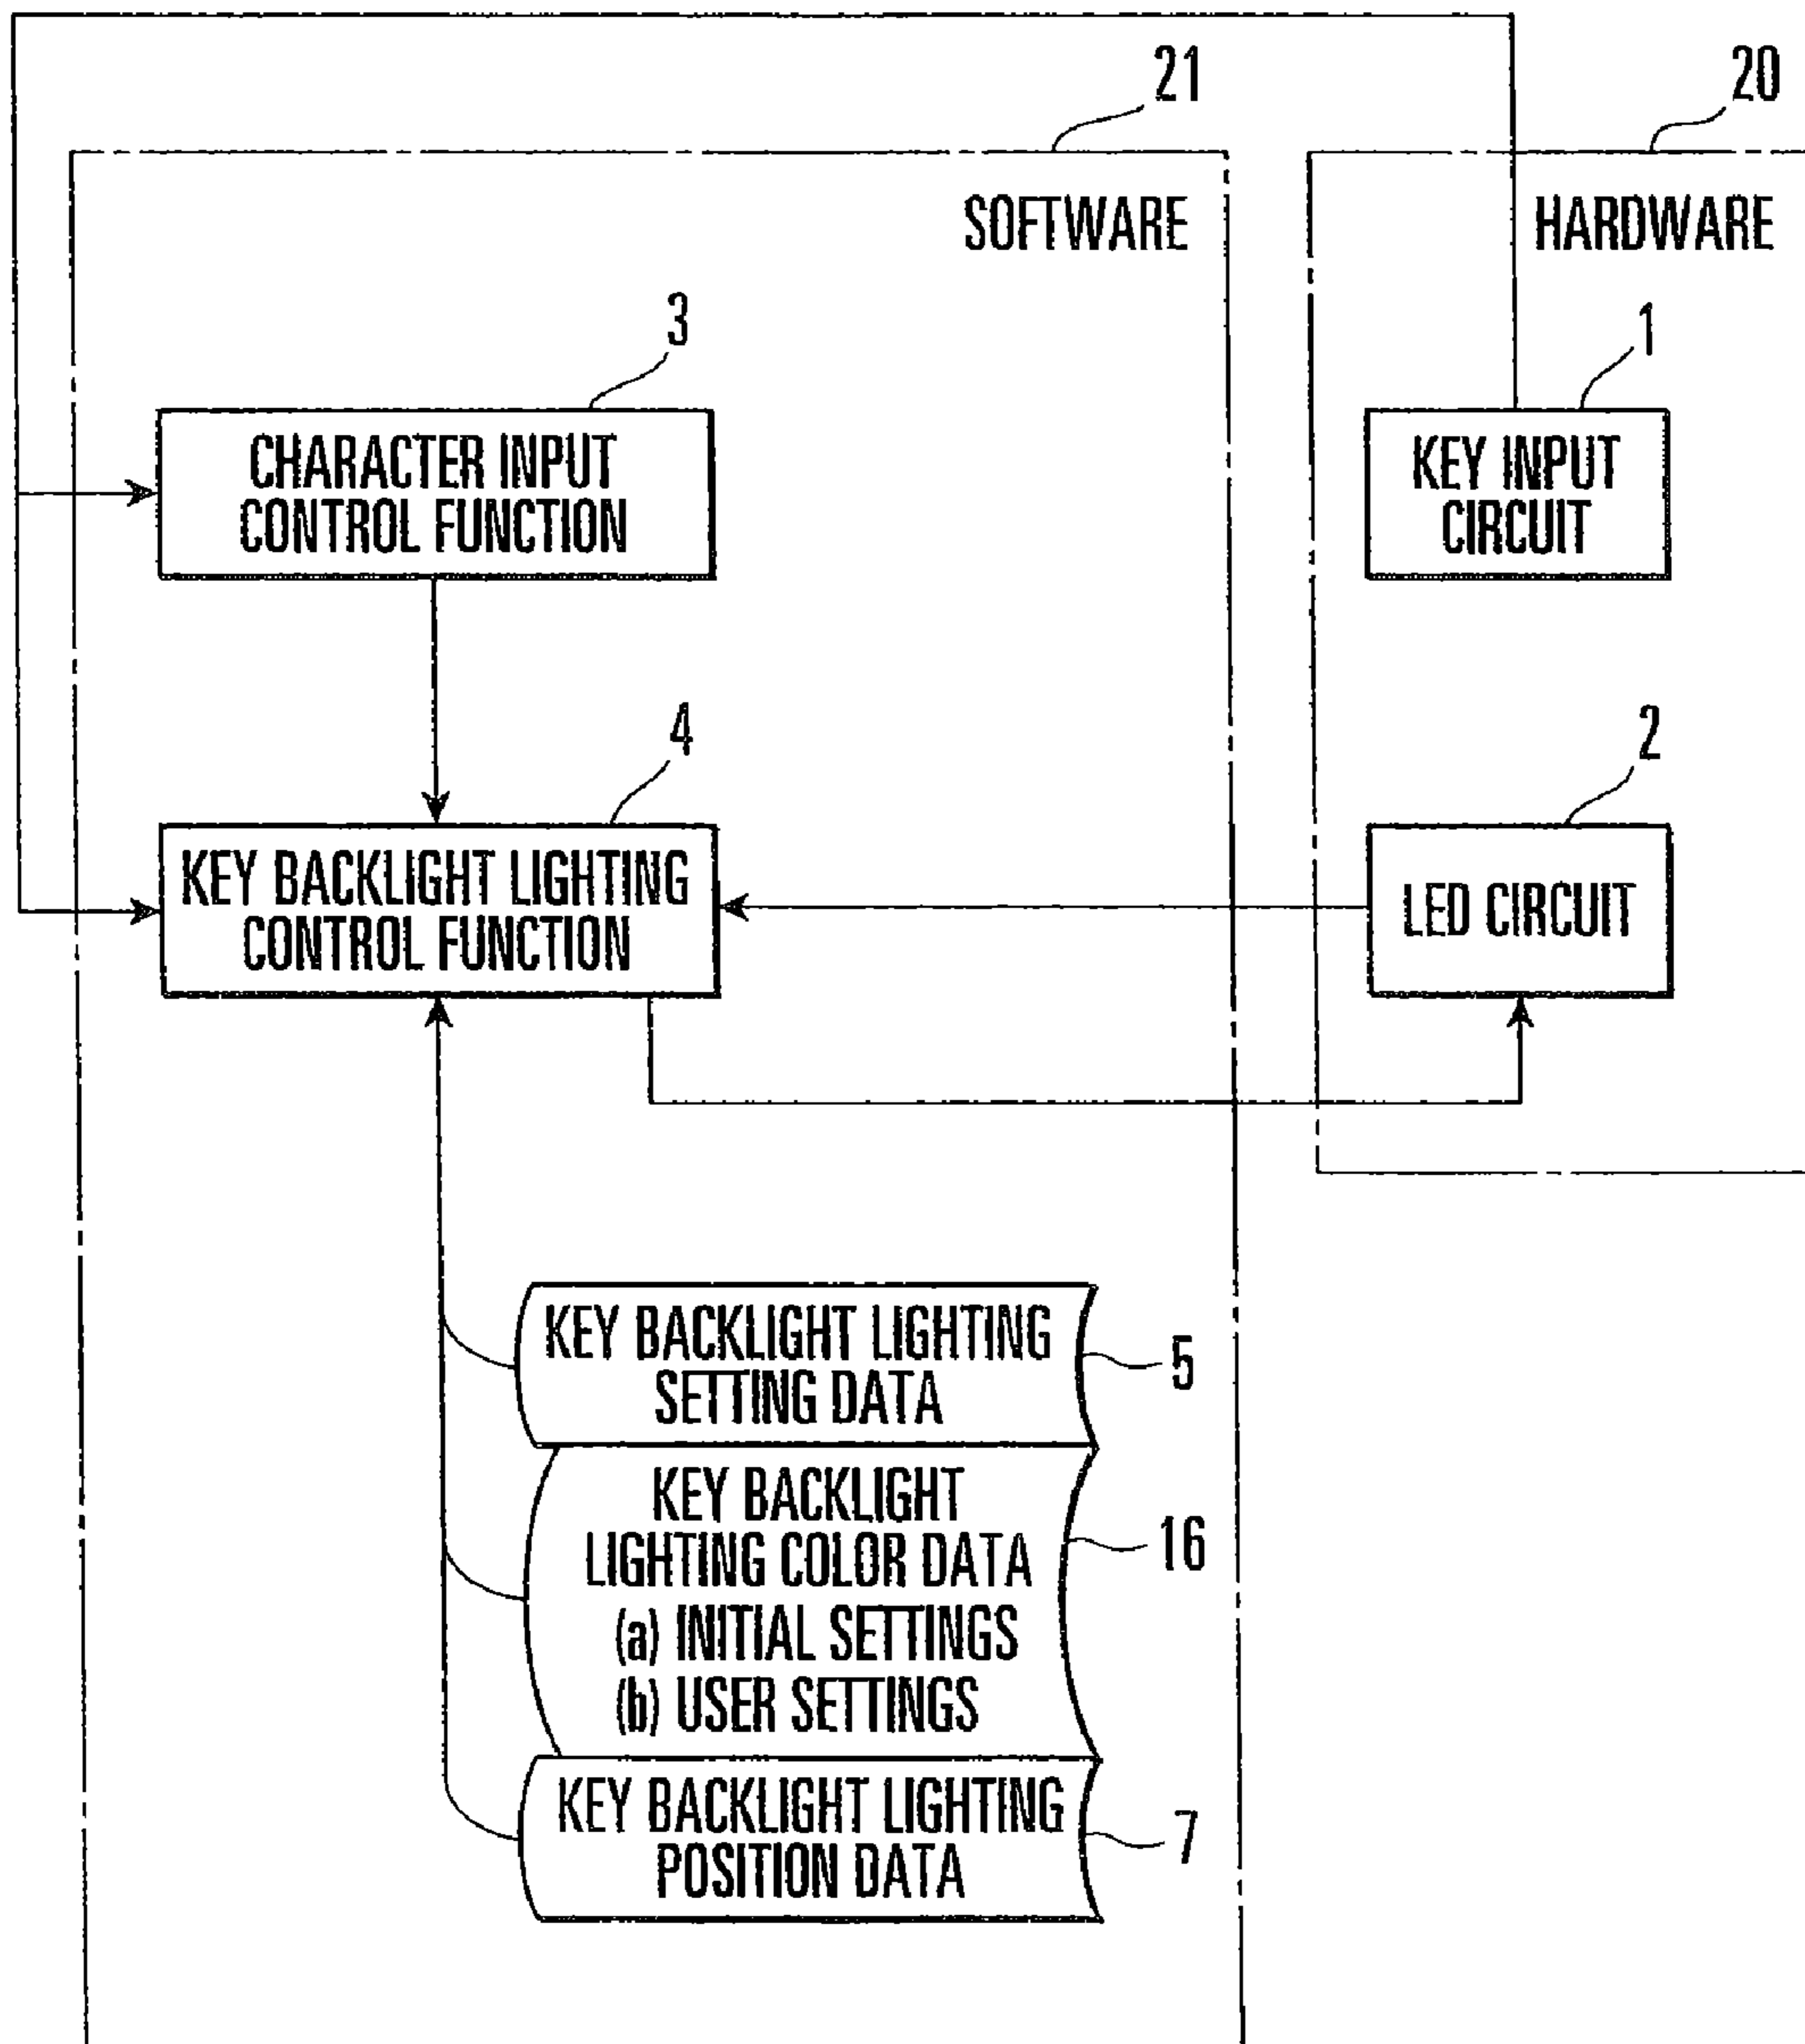 21
20
SOFTWARE
HARDWARE
3
1
CHARACTER INPUT
CONTROL FUNCTION
KEY INPUT
CIRCUIT
4
2
KEY BACKLIGHT LIGHTING
CONTROL FUNCTION
LED CIRCUIT
KEY BACKLIGHT LIGHTING
SETTING DATA
5
KEY BACKLIGHT
LIGHTING COLOR DATA
(a) INITIAL SETTINGS
(b) USER SETTINGS
16
KEY BACKLIGHT LIGHTING
POSITION DATA
7